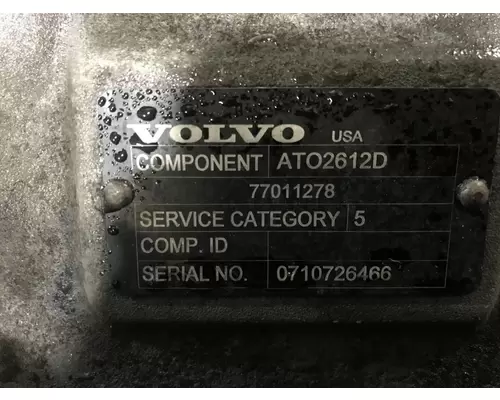 VOLVO USA
COMPONENT ATO2612D
77011278
SERVICE CATEGORY 5
COMP. ID
SERIAL NO. 0710726466